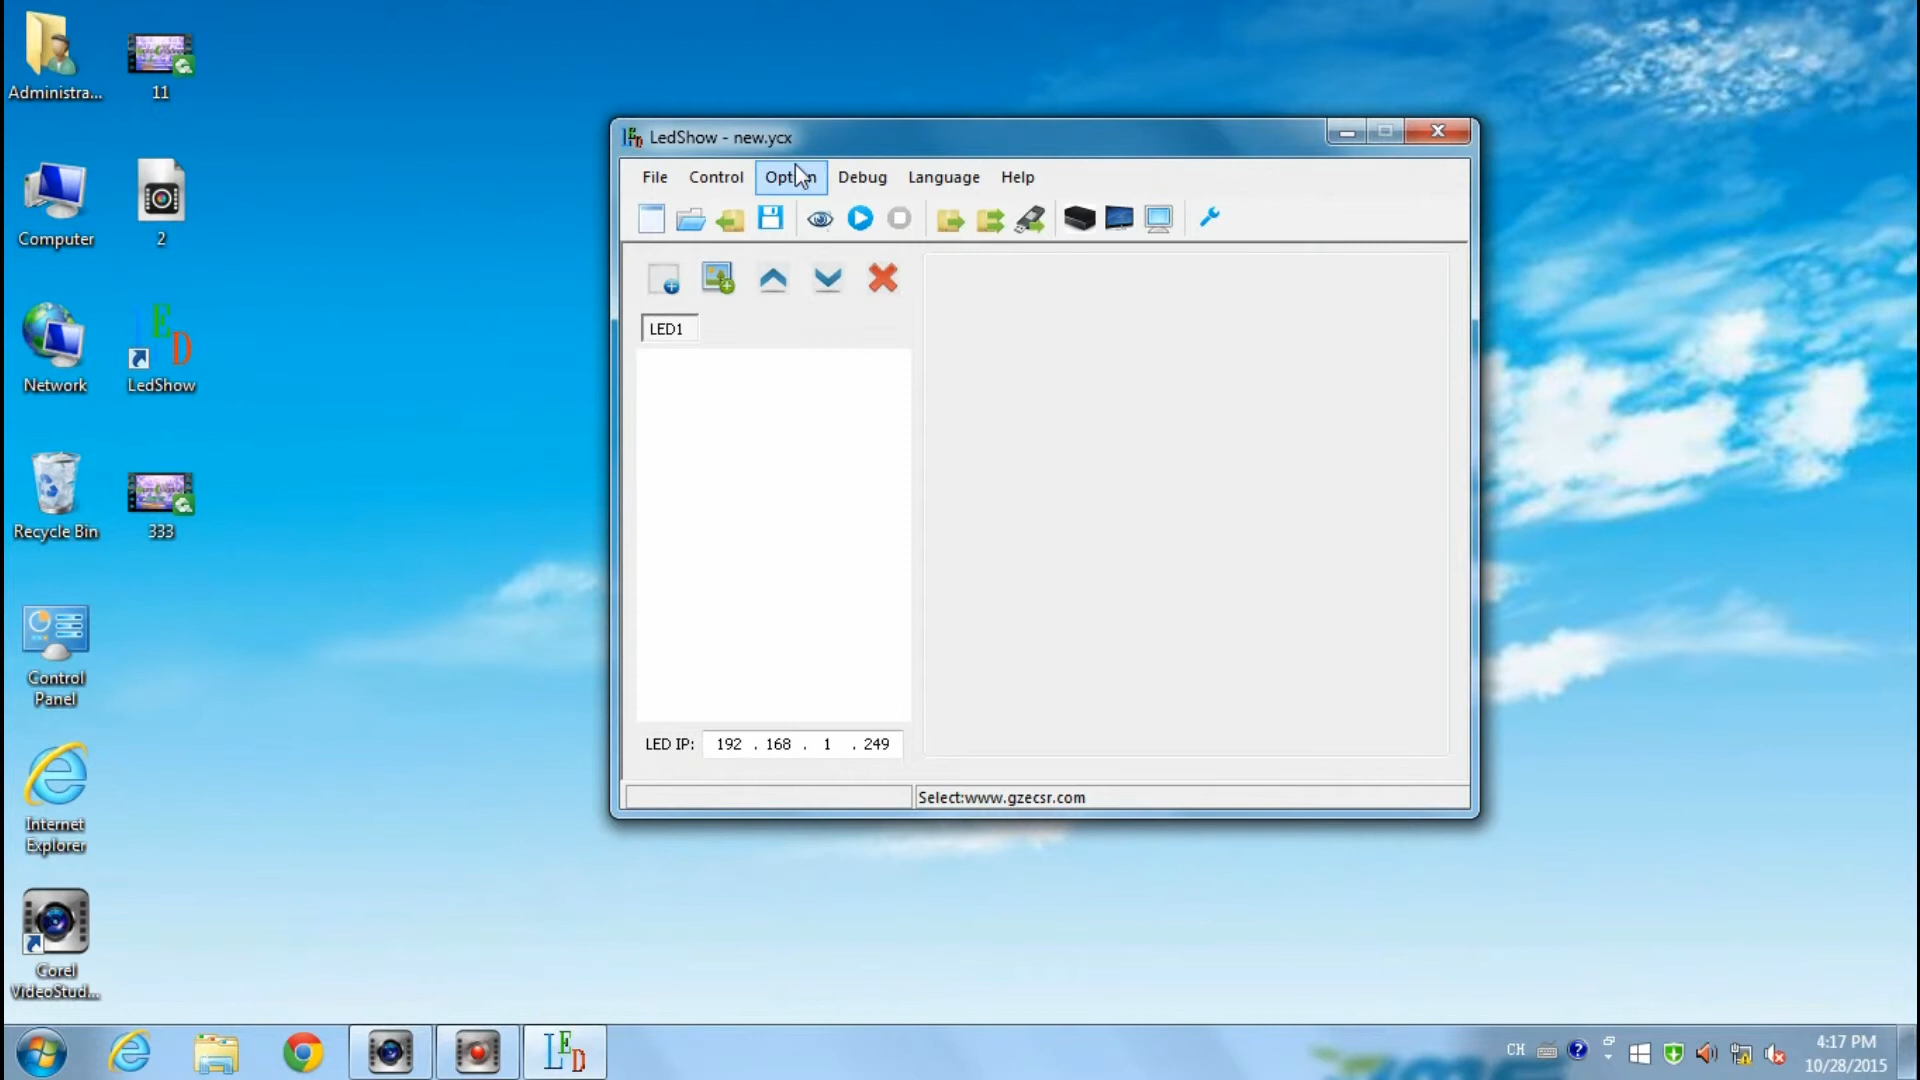 Administra...
11
Computer
2
Network
LedShow
Recycle Bin
333
Control
Panel
Internet
Explorer
Corel
VideoStud...
LedShow - new.ycx
File Control Debug Language Help
LED1
LED IP: 192 . 168 . 1 . 249
Select:www.gzecsr.com
CH
4:17 PM
10/28/2015